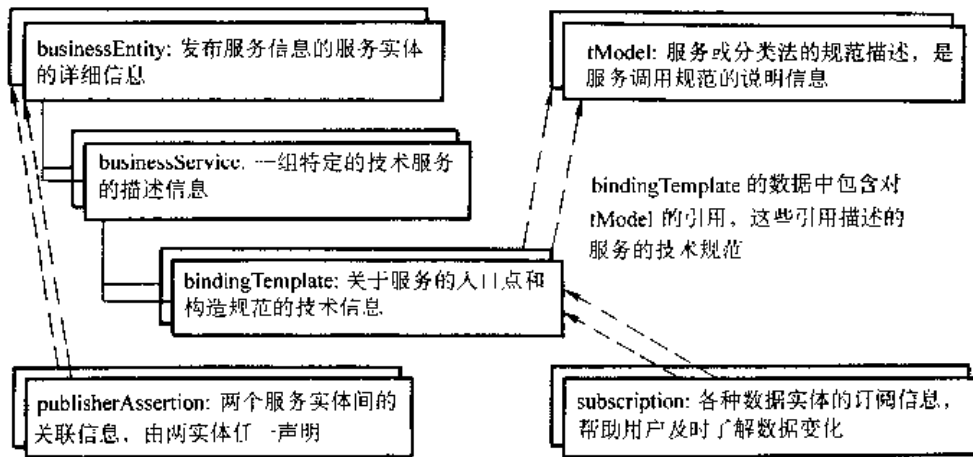 businessEntity: 发布服务信息的服务实体
的详细信息
tModel: 服务或分类法的规范描述，是
服务调用规范的说明信息
businessService: 一组特定的技术服务
的描述信息
bindingTemplate 的数据中包含对
tModel 的引用，这些引用描述的
服务的技术规范
bindingTemplate: 关于服务的入口点和
构造规范的技术信息
publisherAssertion: 两个服务实体间的
关联信息，由两实体任一声明
subscription: 各种数据实体的订阅信息，
帮助用户及时了解数据变化